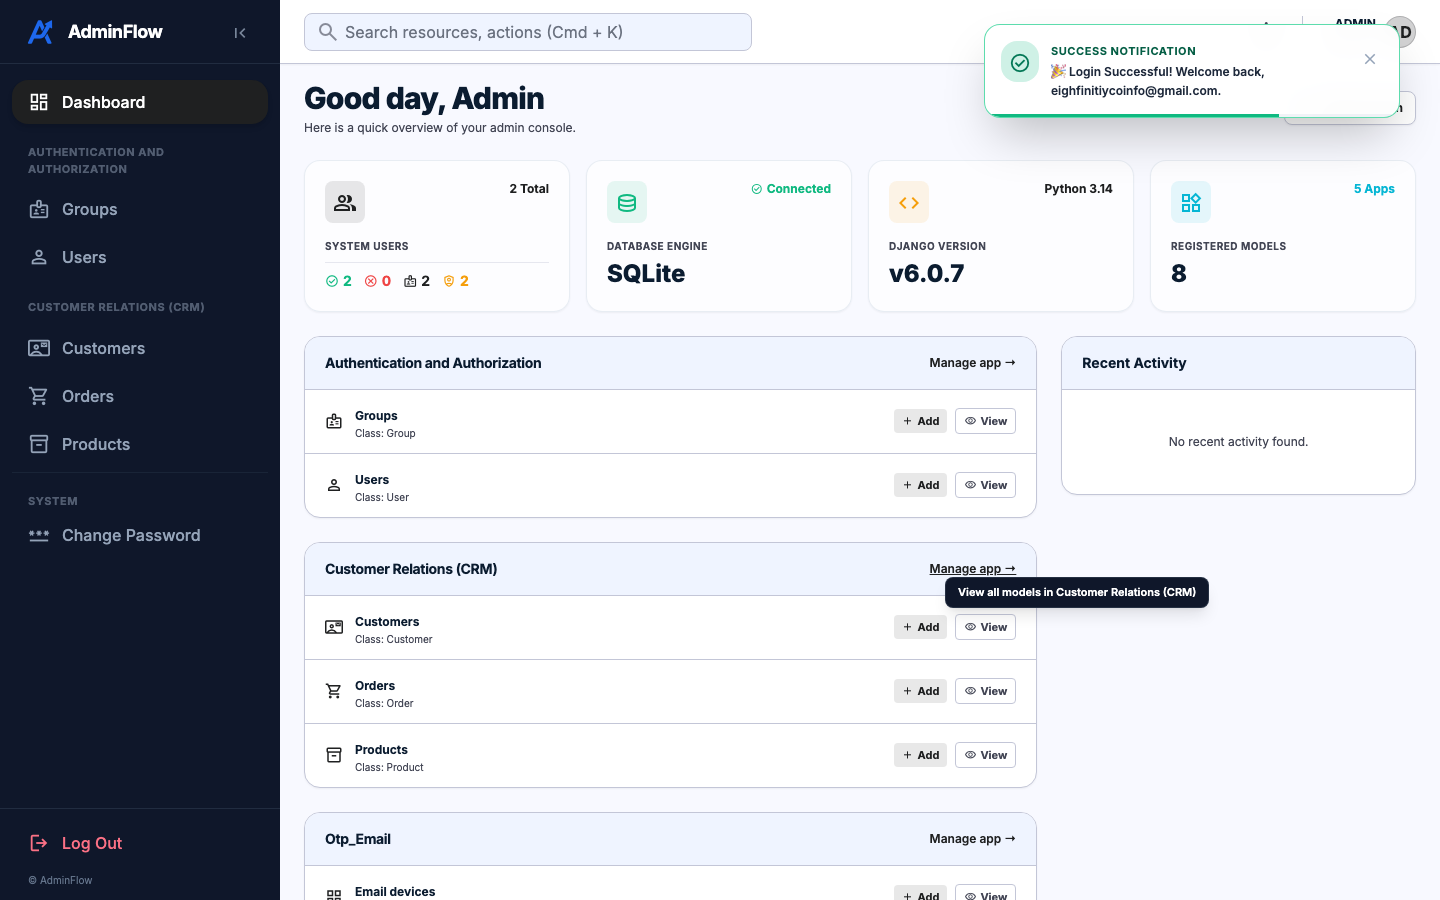 AdminFlow
Dashboard
AUTHENTICATION AND
AUTHORIZATION
Groups
Users
CUSTOMER RELATIONS (CRM)
Customers
Orders
Products
SYSTEM
Change Password
Log Out
© AdminFlow
Search resources, actions (Cmd + K)
ADMIN
SUCCESS NOTIFICATION
🎉 Login Successful! Welcome back,
eighfinitiycoinfo@gmail.com.
Good day, Admin
Here is a quick overview of your admin console.
2 Total
SYSTEM USERS
2 0 2 2
Connected
DATABASE ENGINE
SQLite
Python 3.14
DJANGO VERSION
v6.0.7
5 Apps
REGISTERED MODELS
8
Authentication and Authorization
Manage app →
Groups
Class: Group
+ Add
View
Users
Class: User
+ Add
View
Recent Activity
No recent activity found.
Customer Relations (CRM)
Manage app →
View all models in Customer Relations (CRM)
Customers
Class: Customer
+ Add
View
Orders
Class: Order
+ Add
View
Products
Class: Product
+ Add
View
Otp_Email
Manage app →
Email devices
+ Add
View